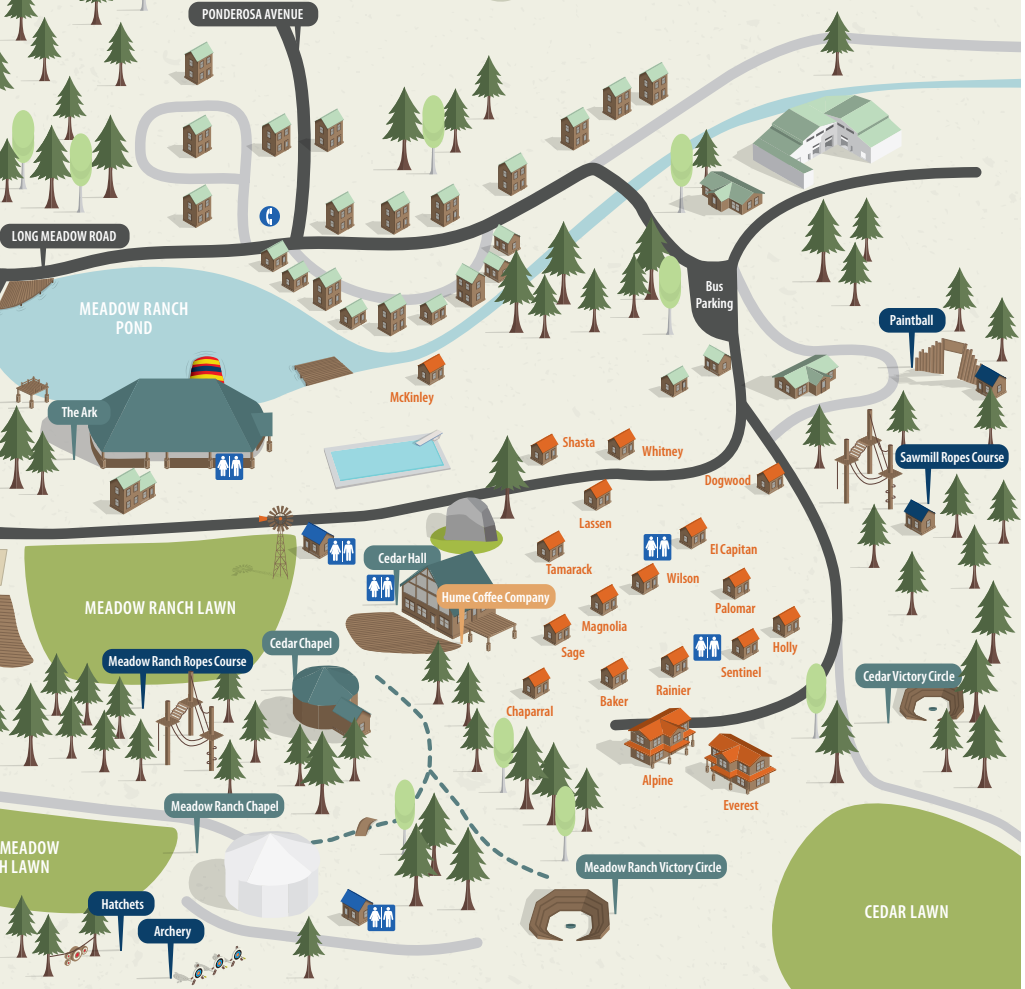 PONDEROSA AVENUE
LONG MEADOW ROAD
MEADOW RANCH
POND
Bus
Parking
Paintball
McKinley
The Ark
Shasta
Whitney
Sawmill Ropes Course
Dogwood
Lassen
El Capitan
Cedar Hall
Tamarack
Wilson
Hume Coffee Company
Palomar
MEADOW RANCH LAWN
Magnolia
Cedar Chapel
Sage
Holly
Meadow Ranch Ropes Course
Sentinel
Rainier
Cedar Victory Circle
Baker
Chaparral
Alpine
Everest
Meadow Ranch Chapel
MEADOW
H LAWN
Meadow Ranch Victory Circle
Hatchets
CEDAR LAWN
Archery